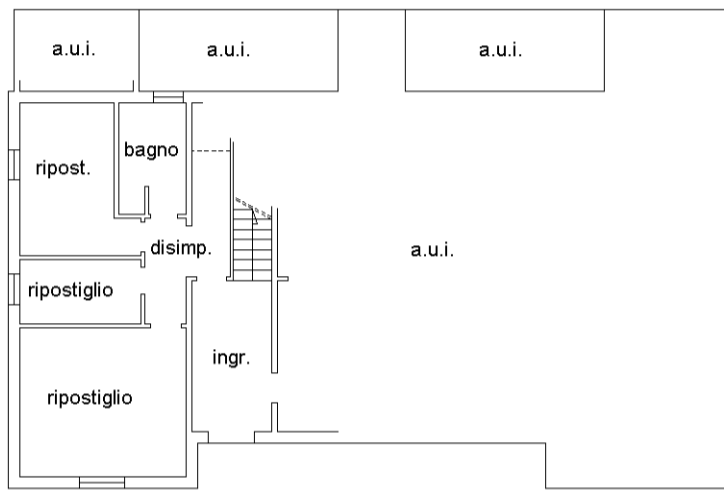 a.u.i.
a.u.i.
a.u.i.
bagno
ripost.
disimp.
a.u.i.
ripostiglio
ingr.
ripostiglio